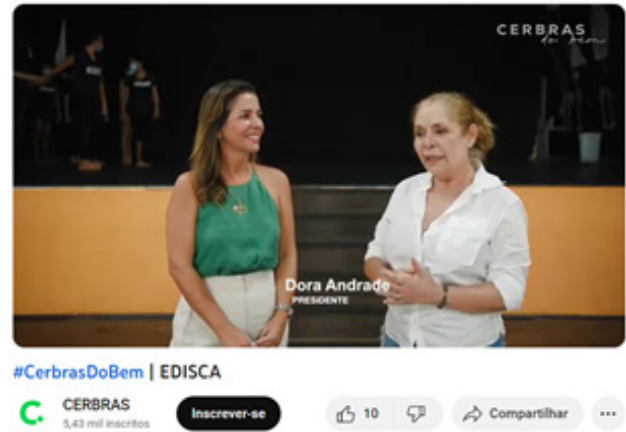 CERBRAS
do bem
Dora Andrade
PRESIDENTE
#CerbrasDoBem | EDISCA
CERBRAS
5,43 mil inscritos
Inscrever-se
10
Compartilhar